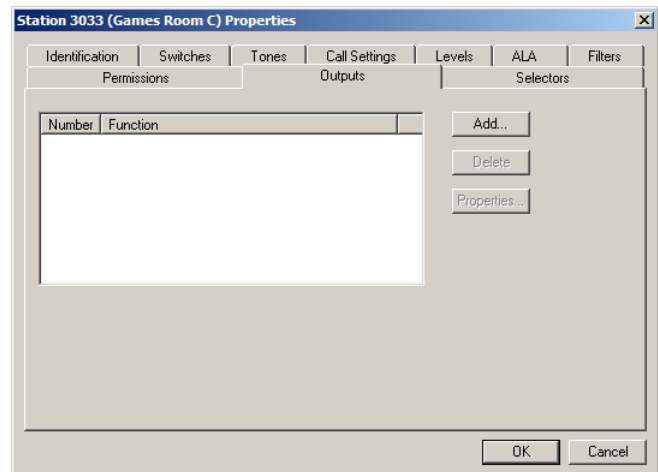 Station 3033 (Games Room C) Properties
Identification Switches Tones Call Settings Levels ALA Filters
Permissions Outputs Selectors
Number Function
Add...
Delete
Properties...
OK Cancel